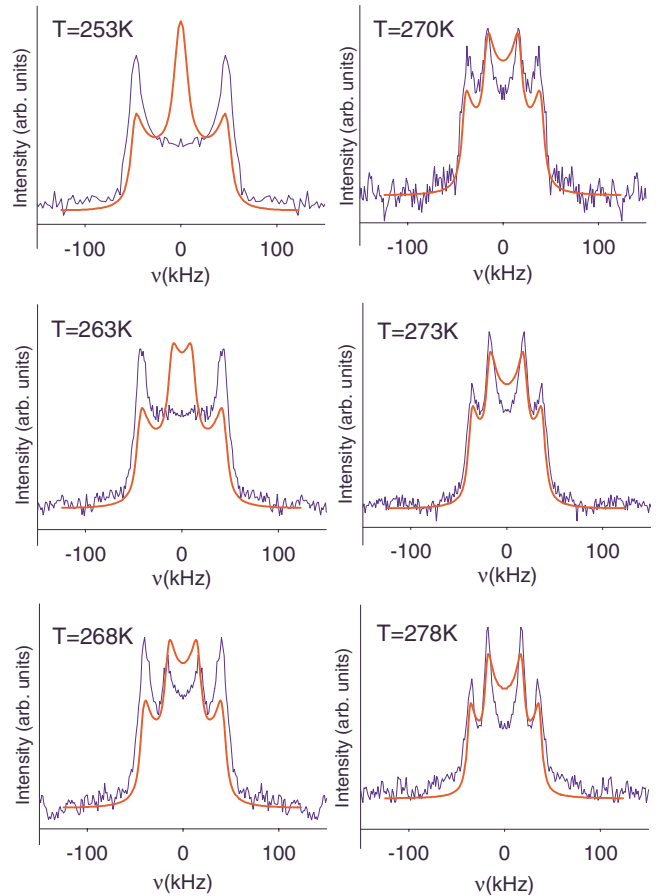 T=253K
Intensity (arb. units)
-100 0 100
ν(kHz)
T=270K
Intensity (arb. units)
-100 0 100
ν(kHz)
T=263K
Intensity (arb. units)
-100 0 100
ν(kHz)
T=273K
Intensity (arb. units)
-100 0 100
ν(kHz)
T=268K
Intensity (arb. units)
-100 0 100
ν(kHz)
T=278K
Intensity (arb. units)
-100 0 100
ν(kHz)